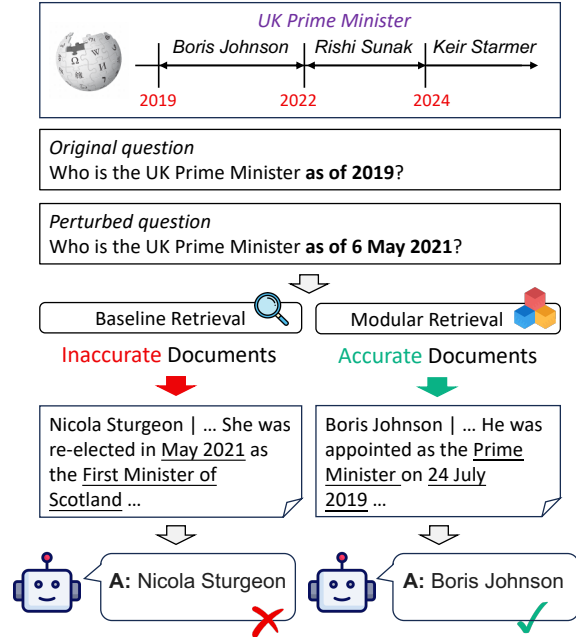 UK Prime Minister
Boris Johnson Rishi Sunak Keir Starmer
2019 2022 2024
Original question
Who is the UK Prime Minister as of 2019?
Perturbed question
Who is the UK Prime Minister as of 6 May 2021?
Baseline Retrieval
Modular Retrieval
Inaccurate Documents
Accurate Documents
Nicola Sturgeon | ... She was
re-elected in May 2021 as
the First Minister of
Scotland ...
Boris Johnson | ... He was
appointed as the Prime
Minister on 24 July
2019 ...
A: Nicola Sturgeon
A: Boris Johnson